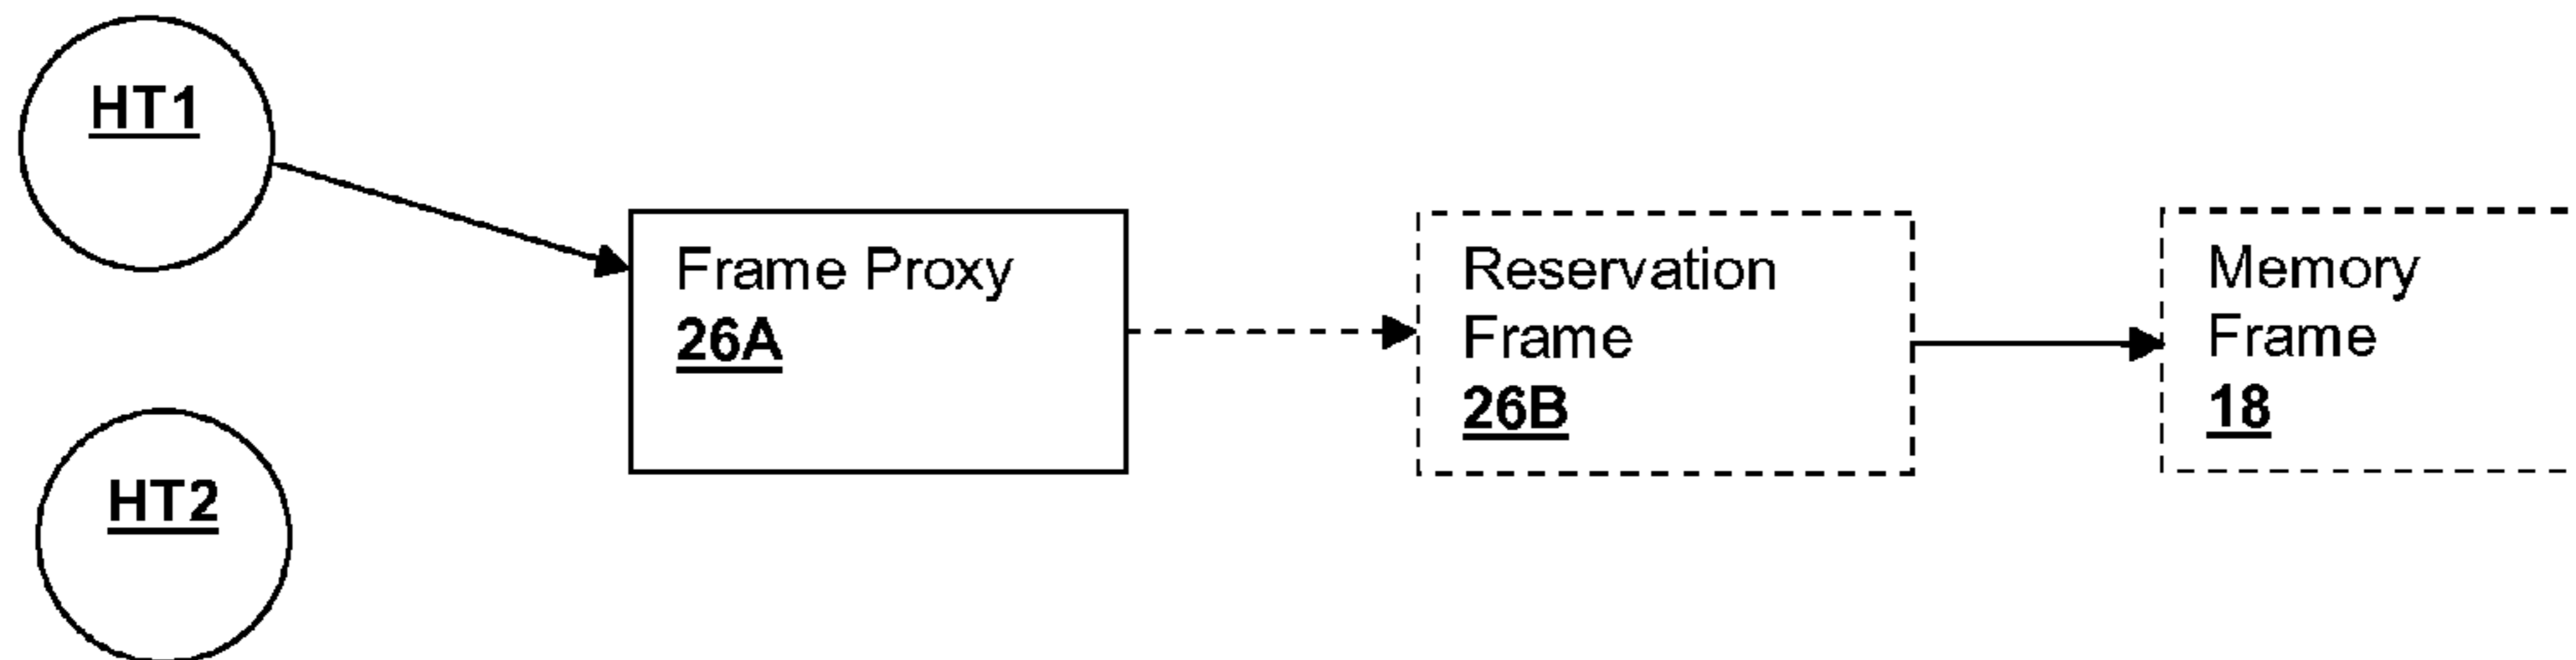 HT1
Frame Proxy
26A
Reservation
Frame
26B
Memory
Frame
18
HT2